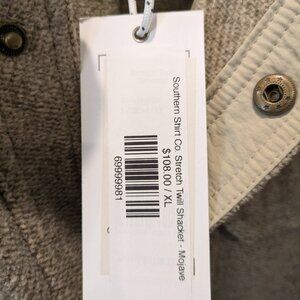 Southern Shirt Co. Stretch Twill Shacket - Mojave
$108.00 / XL
69999981